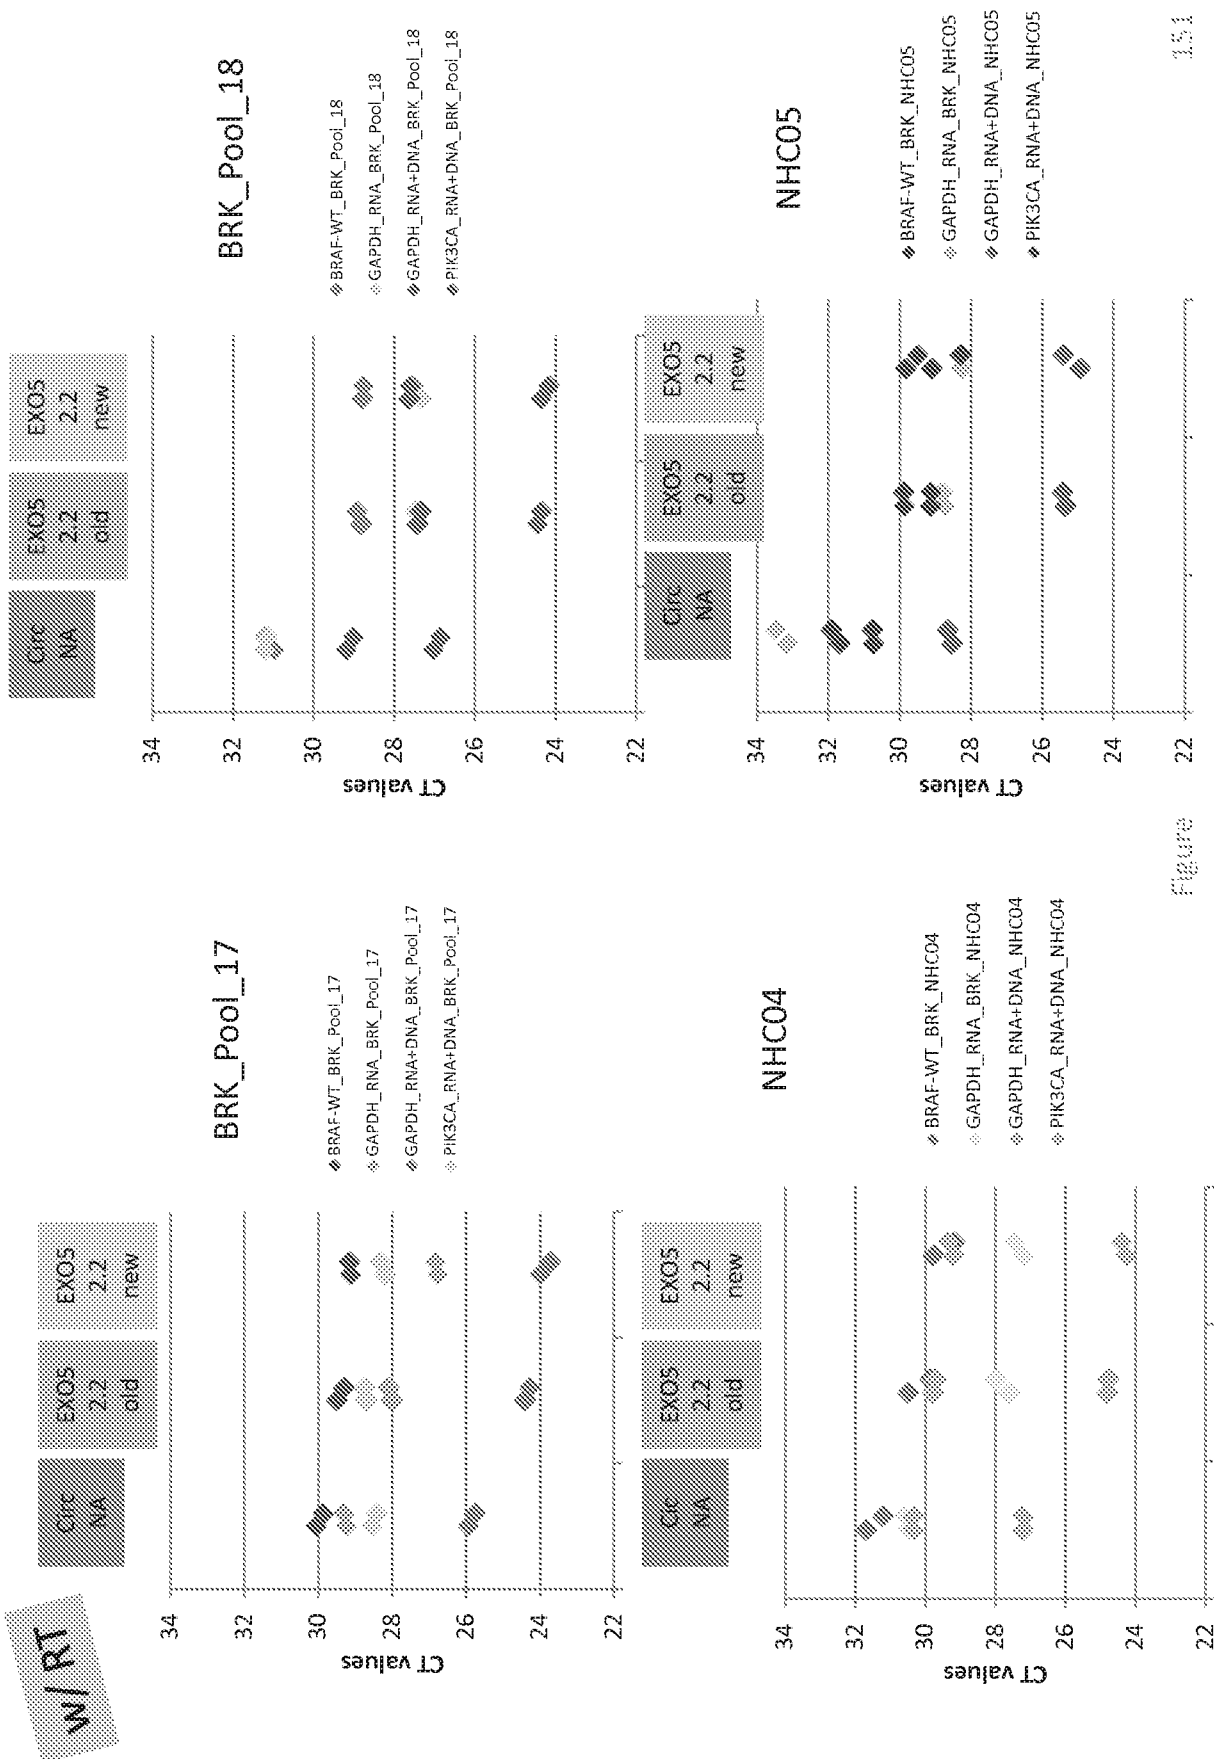 w/ RT
Circ
NA
EXO5
2.2
old
EXO5
2.2
new
BRK_Pool_17
CT values
34
32
30
28
26
24
22
BRAF-WT_BRK_Pool_17
GAPDH_RNA_BRK_Pool_17
GAPDH_RNA+DNA_BRK_Pool_17
PIK3CA_RNA+DNA_BRK_Pool_17
Circ
NA
EXO5
2.2
old
EXO5
2.2
new
BRK_Pool_18
CT values
34
32
30
28
26
24
22
BRAF-WT_BRK_Pool_18
GAPDH_RNA_BRK_Pool_18
GAPDH_RNA+DNA_BRK_Pool_18
PIK3CA_RNA+DNA_BRK_Pool_18
Circ
NA
EXO5
2.2
old
EXO5
2.2
new
NHC04
CT values
34
32
30
28
26
24
22
BRAF-WT_BRK_NHC04
GAPDH_RNA_BRK_NHC04
GAPDH_RNA+DNA_NHC04
PIK3CA_RNA+DNA_NHC04
Circ
NA
EXO5
2.2
old
EXO5
2.2
new
NHC05
CT values
34
32
30
28
26
24
22
BRAF-WT_BRK_NHC05
GAPDH_RNA_BRK_NHC05
GAPDH_RNA+DNA_NHC05
PIK3CA_RNA+DNA_NHC05
Figure